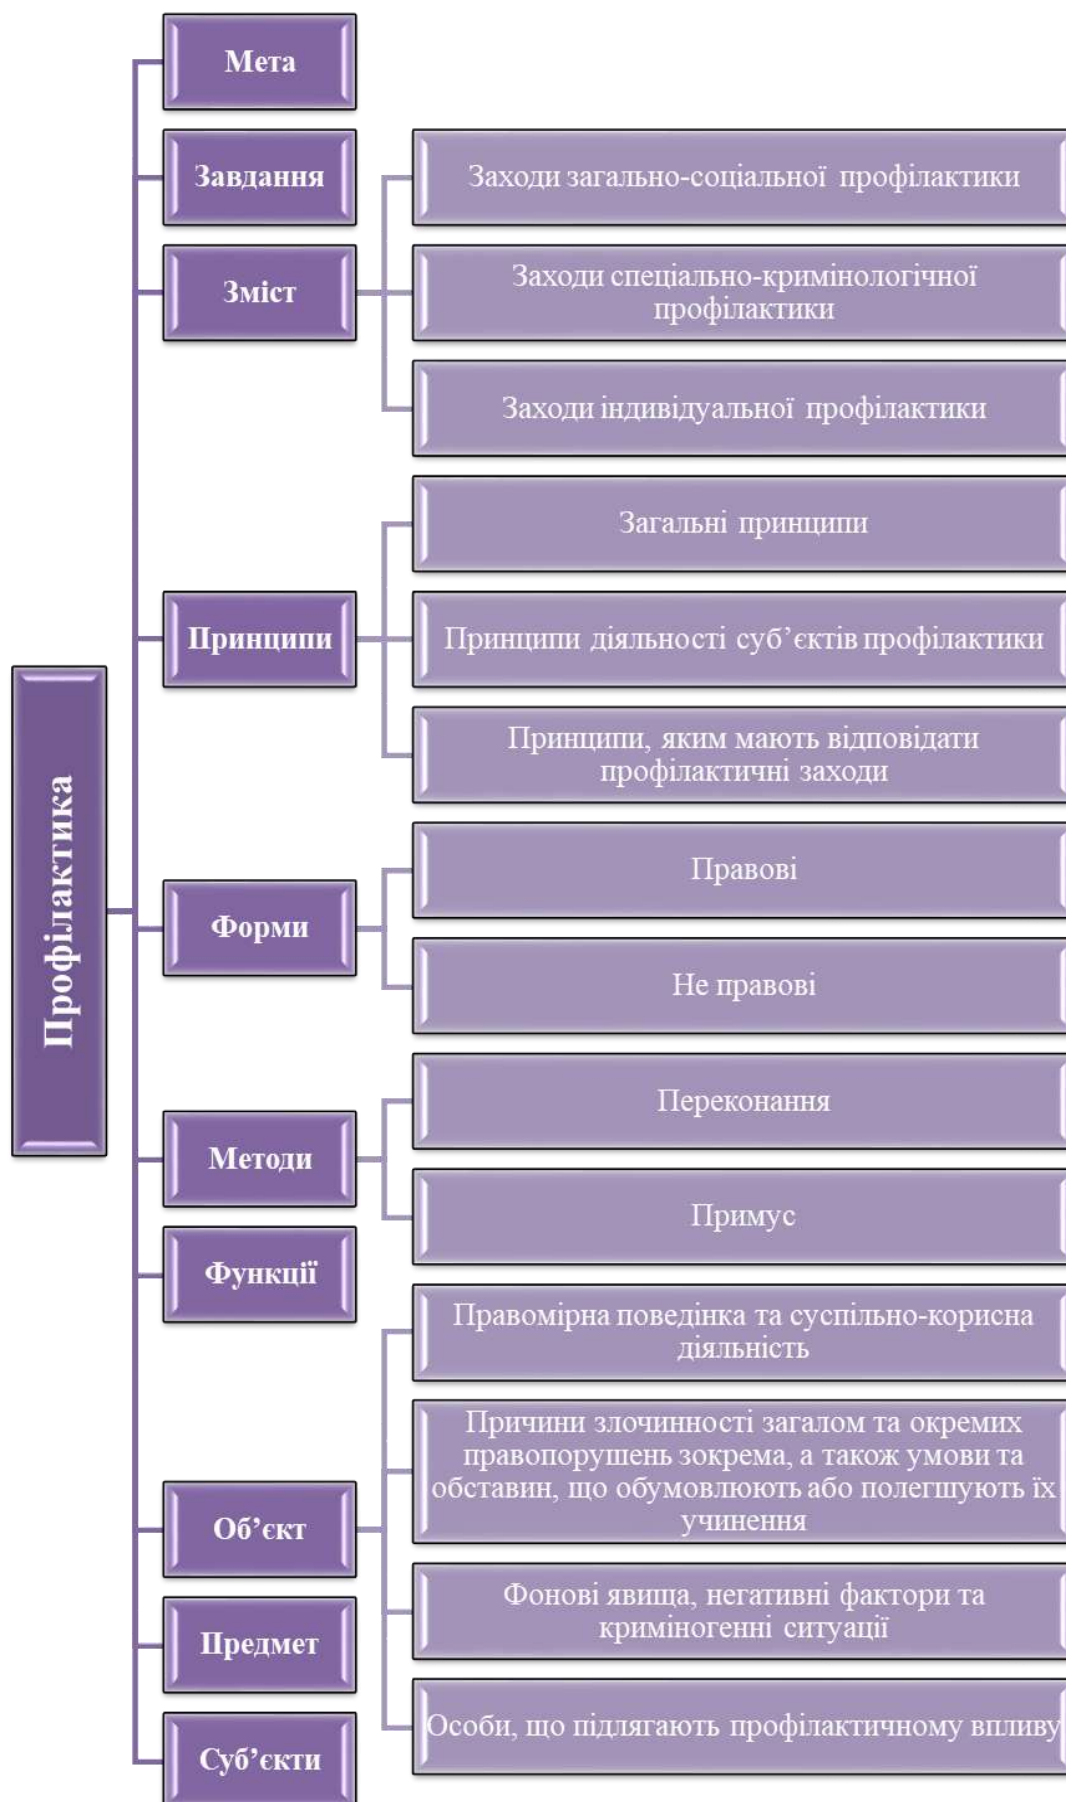 Профілактика
Мета
Завдання
Зміст
Заходи загально-соціальної профілактики
Заходи спеціально-кримінологічної
профілактики
Заходи індивідуальної профілактики
Принципи
Загальні принципи
Принципи діяльності суб’єктів профілактики
Принципи, яким мають відповідати
профілактичні заходи
Форми
Правові
Не правові
Методи
Переконання
Примус
Функції
Об’єкт
Правомірна поведінка та суспільно-корисна
діяльність
Причини злочинності загалом та окремих
правопорушень зокрема, а також умови та
обставин, що обумовлюють або полегшують їх
учинення
Фонові явища, негативні фактори та
криміногенні ситуації
Особи, що підлягають профілактичному впливу
Предмет
Суб’єкти